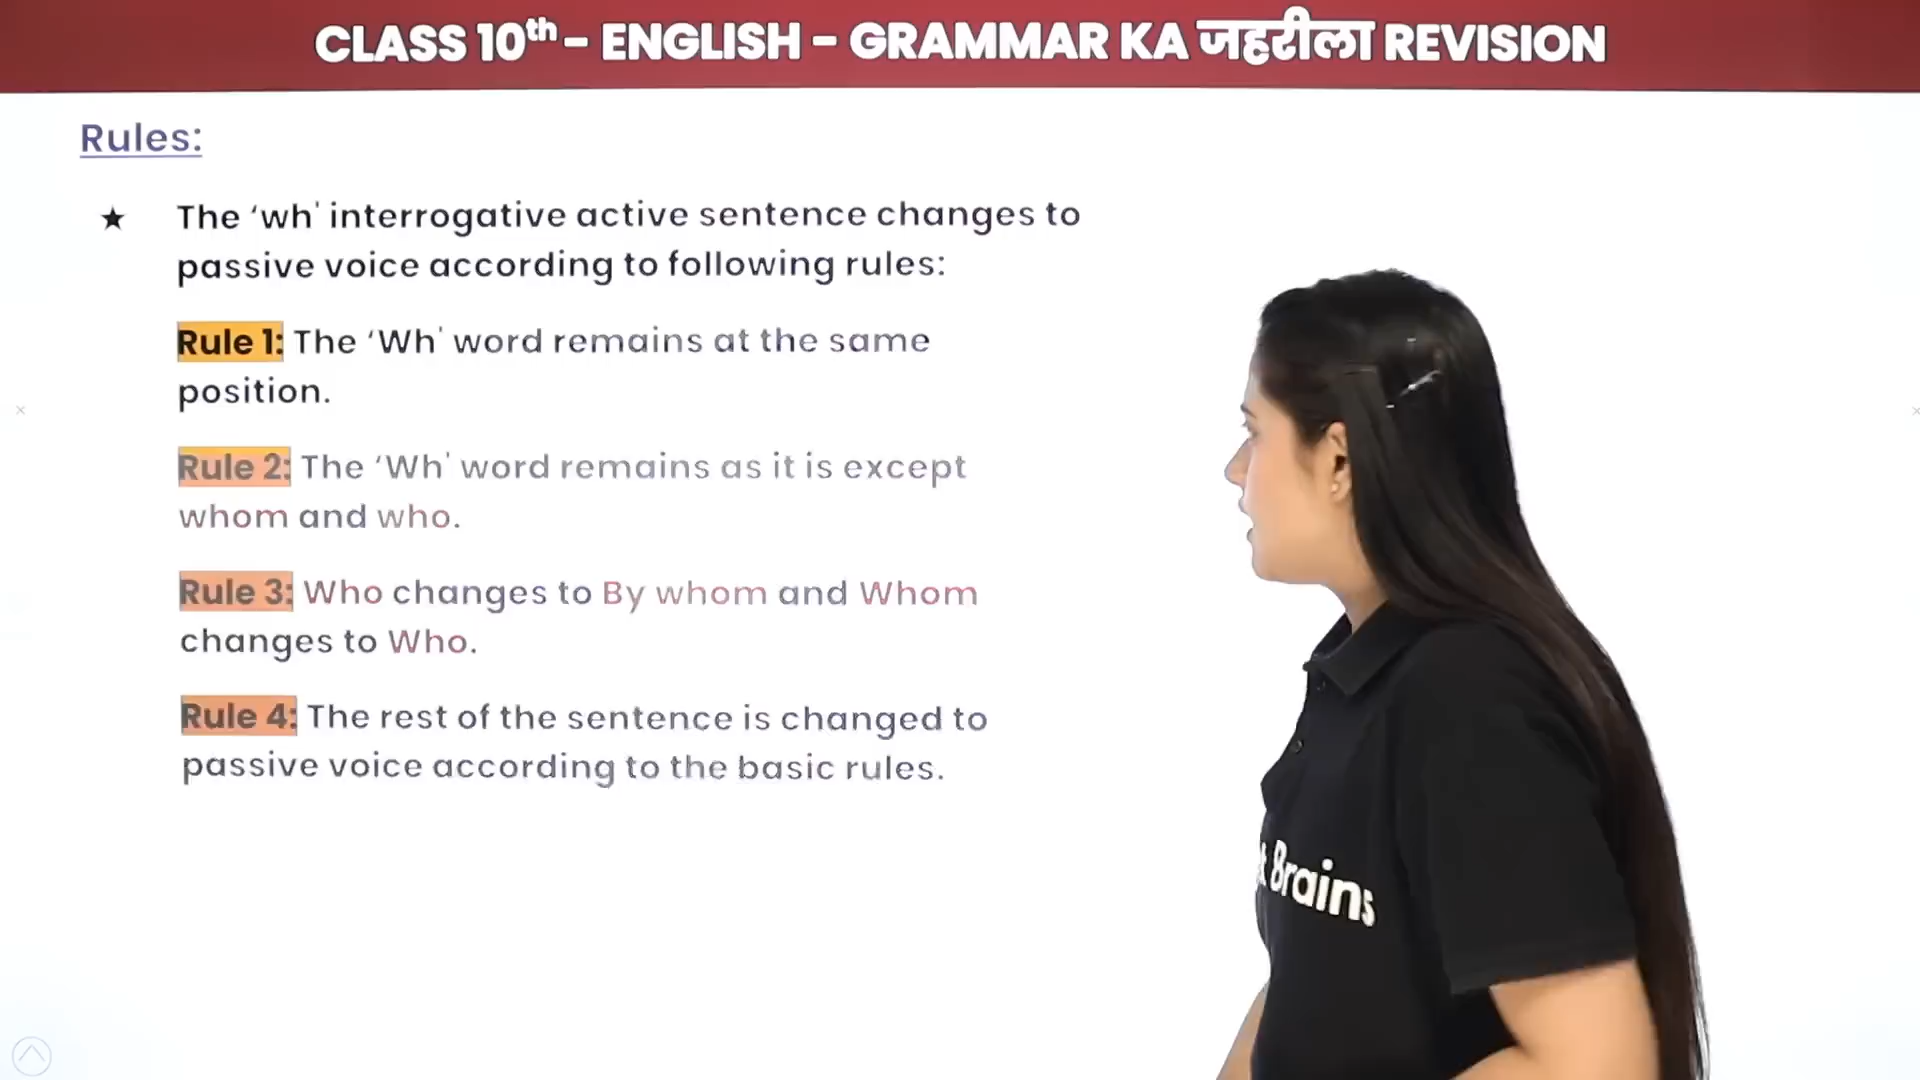 CLASS 10th - ENGLISH - GRAMMAR KA जहरीला REVISION
Rules:
★ The ‘wh' interrogative active sentence changes to
passive voice according to following rules:
Rule 1: The ‘Wh' word remains at the same
position.
Rule 2: The ‘Wh' word remains as it is except
whom and who.
Rule 3: Who changes to By whom and Whom
changes to Who.
Rule 4: The rest of the sentence is changed to
passive voice according to the basic rules.
Brains